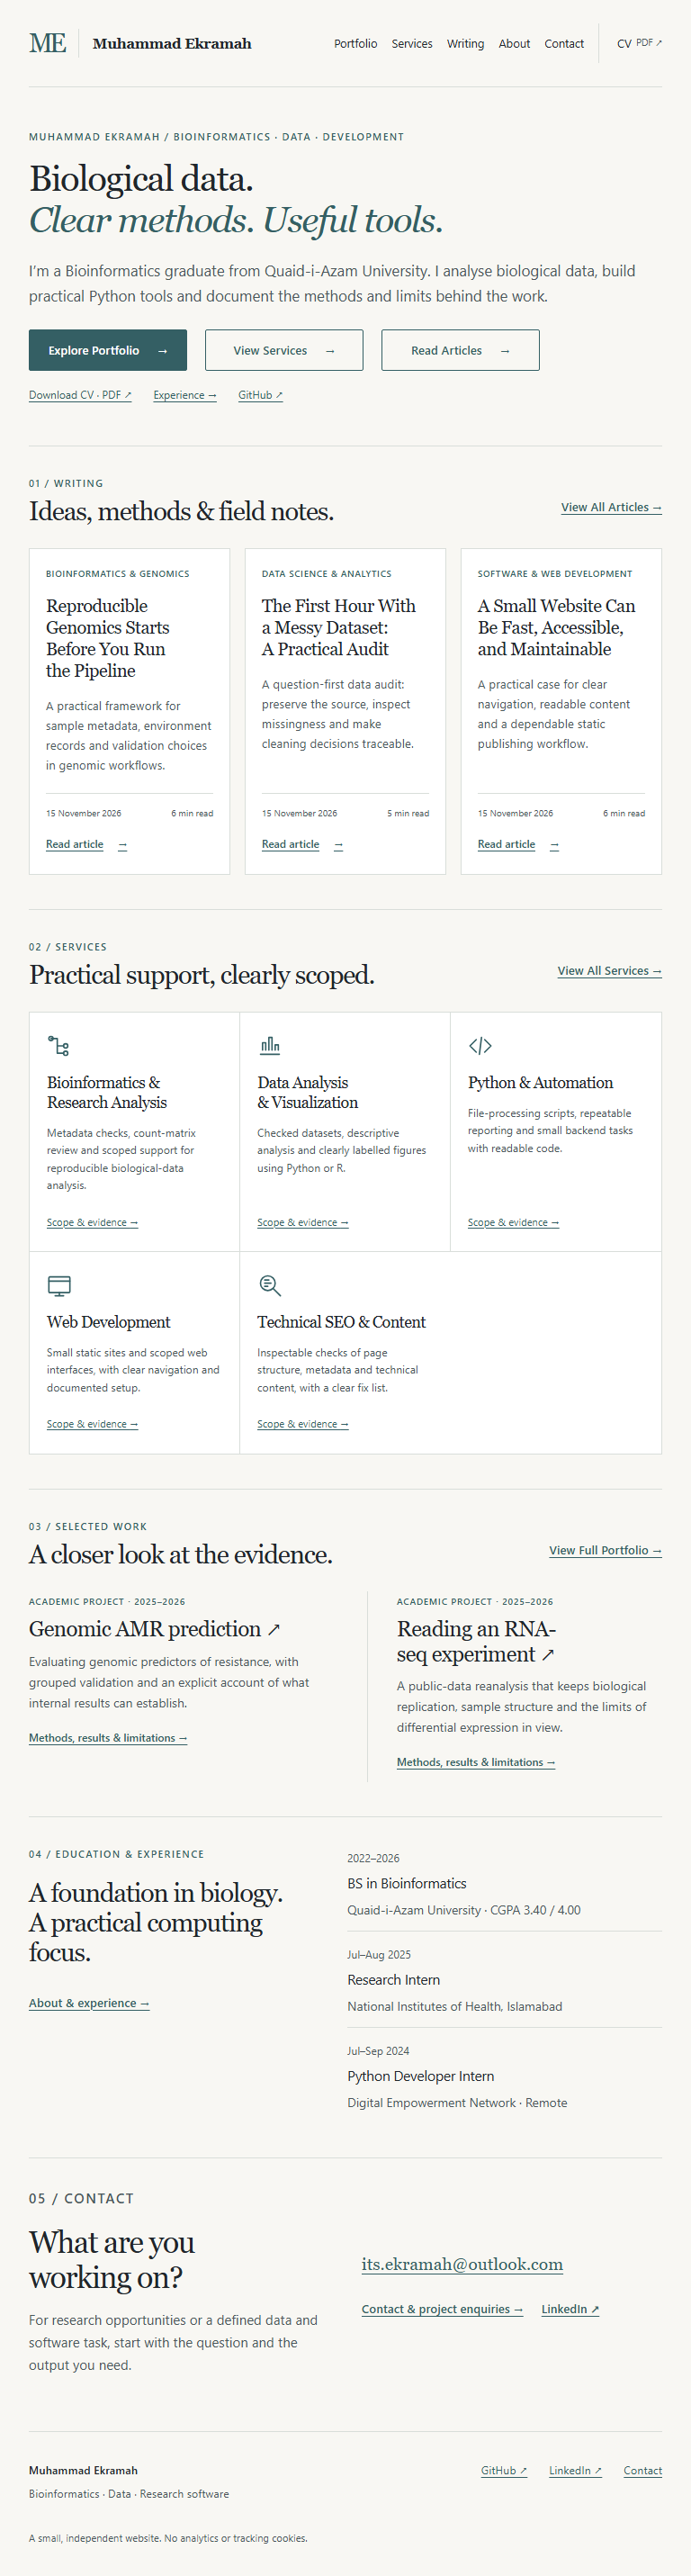 ME
Muhammad Ekramah
Portfolio
Services
Writing
About
Contact
CV PDF ↗
MUHAMMAD EKRAMAH / BIOINFORMATICS · DATA · DEVELOPMENT
Biological data.
Clear methods. Useful tools.
I’m a Bioinformatics graduate from Quaid-i-Azam University. I analyse biological data, build
practical Python tools and document the methods and limits behind the work.
Explore Portfolio →
View Services →
Read Articles →
Download CV · PDF ↗
Experience →
GitHub ↗
01 / WRITING
Ideas, methods & field notes.
View All Articles →
BIOINFORMATICS & GENOMICS
Reproducible
Genomics Starts
Before You Run
the Pipeline
A practical framework for
sample metadata, environment
records and validation choices
in genomic workflows.
15 November 2026
6 min read
Read article →
DATA SCIENCE & ANALYTICS
The First Hour With
a Messy Dataset:
A Practical Audit
A question-first data audit:
preserve the source, inspect
missingness and make
cleaning decisions traceable.
15 November 2026
5 min read
Read article →
SOFTWARE & WEB DEVELOPMENT
A Small Website Can
Be Fast, Accessible,
and Maintainable
A practical case for clear
navigation, readable content
and a dependable static
publishing workflow.
15 November 2026
6 min read
Read article →
02 / SERVICES
Practical support, clearly scoped.
View All Services →
Bioinformatics &
Research Analysis
Metadata checks, count-matrix
review and scoped support for
reproducible biological-data
analysis.
Scope & evidence →
Data Analysis
& Visualization
Checked datasets, descriptive
analysis and clearly labelled figures
using Python or R.
Scope & evidence →
Python & Automation
File-processing scripts, repeatable
reporting and small backend tasks
with readable code.
Scope & evidence →
Web Development
Small static sites and scoped web
interfaces, with clear navigation and
documented setup.
Scope & evidence →
Technical SEO & Content
Inspectable checks of page
structure, metadata and technical
content, with a clear fix list.
Scope & evidence →
03 / SELECTED WORK
A closer look at the evidence.
View Full Portfolio →
ACADEMIC PROJECT · 2025–2026
Genomic AMR prediction ↗
Evaluating genomic predictors of resistance, with
grouped validation and an explicit account of what
internal results can establish.
Methods, results & limitations →
ACADEMIC PROJECT · 2025–2026
Reading an RNA-
seq experiment ↗
A public-data reanalysis that keeps biological
replication, sample structure and the limits of
differential expression in view.
Methods, results & limitations →
04 / EDUCATION & EXPERIENCE
A foundation in biology.
A practical computing
focus.
About & experience →
2022–2026
BS in Bioinformatics
Quaid-i-Azam University · CGPA 3.40 / 4.00
Jul–Aug 2025
Research Intern
National Institutes of Health, Islamabad
Jul–Sep 2024
Python Developer Intern
Digital Empowerment Network · Remote
05 / CONTACT
What are you
working on?
For research opportunities or a defined data and
software task, start with the question and the
output you need.
its.ekramah@outlook.com
Contact & project enquiries →
LinkedIn ↗
Muhammad Ekramah
Bioinformatics · Data · Research software
GitHub ↗
LinkedIn ↗
Contact
A small, independent website. No analytics or tracking cookies.